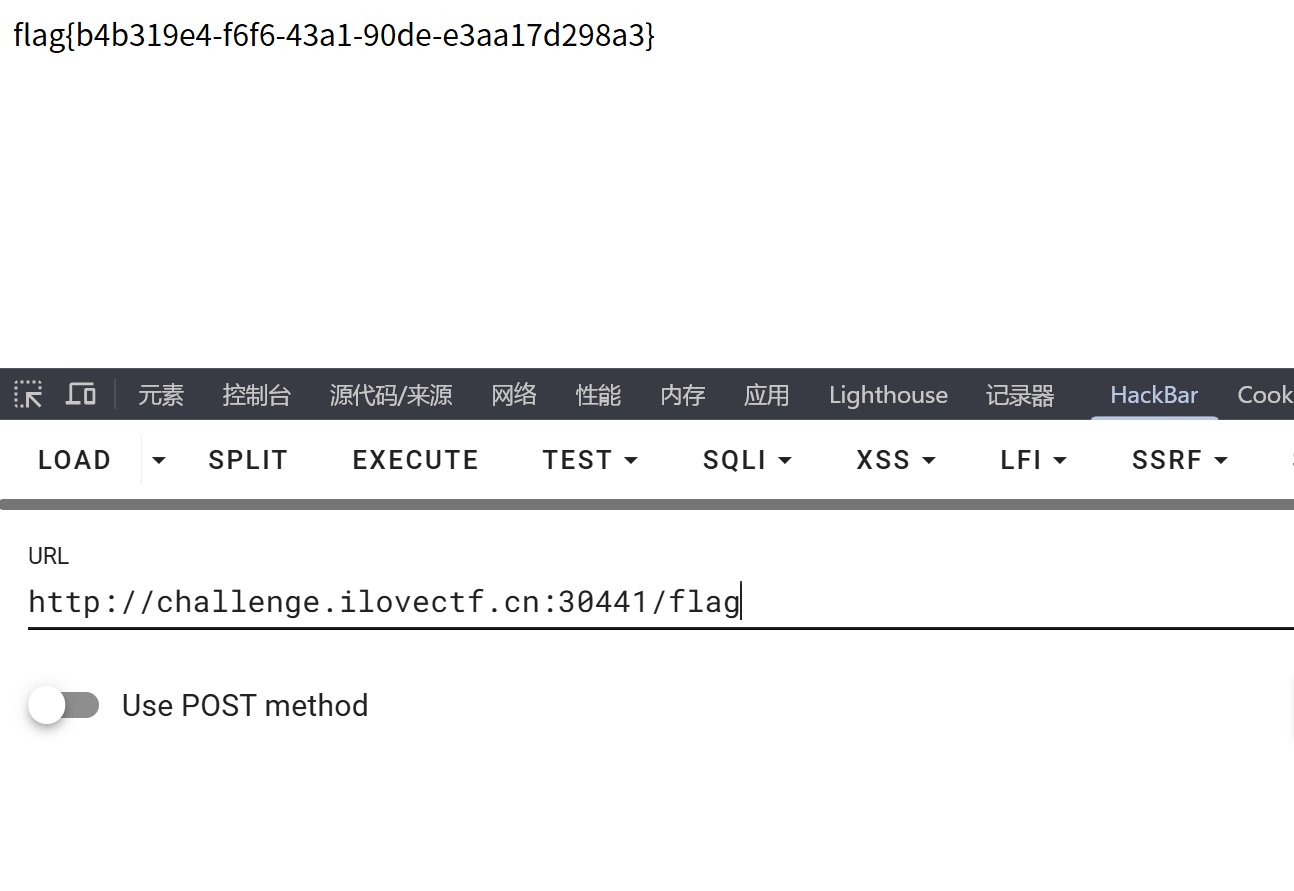 flag{b4b319e4-f6f6-43a1-90de-e3aa17d298a3}
元素 控制台 源代码/来源 网络 性能 内存 应用 Lighthouse 记录器 HackBar Cook
LOAD SPLIT EXECUTE TEST SQLI XSS LFI SSRF
URL
http://challenge.ilovectf.cn:30441/flag
Use POST method